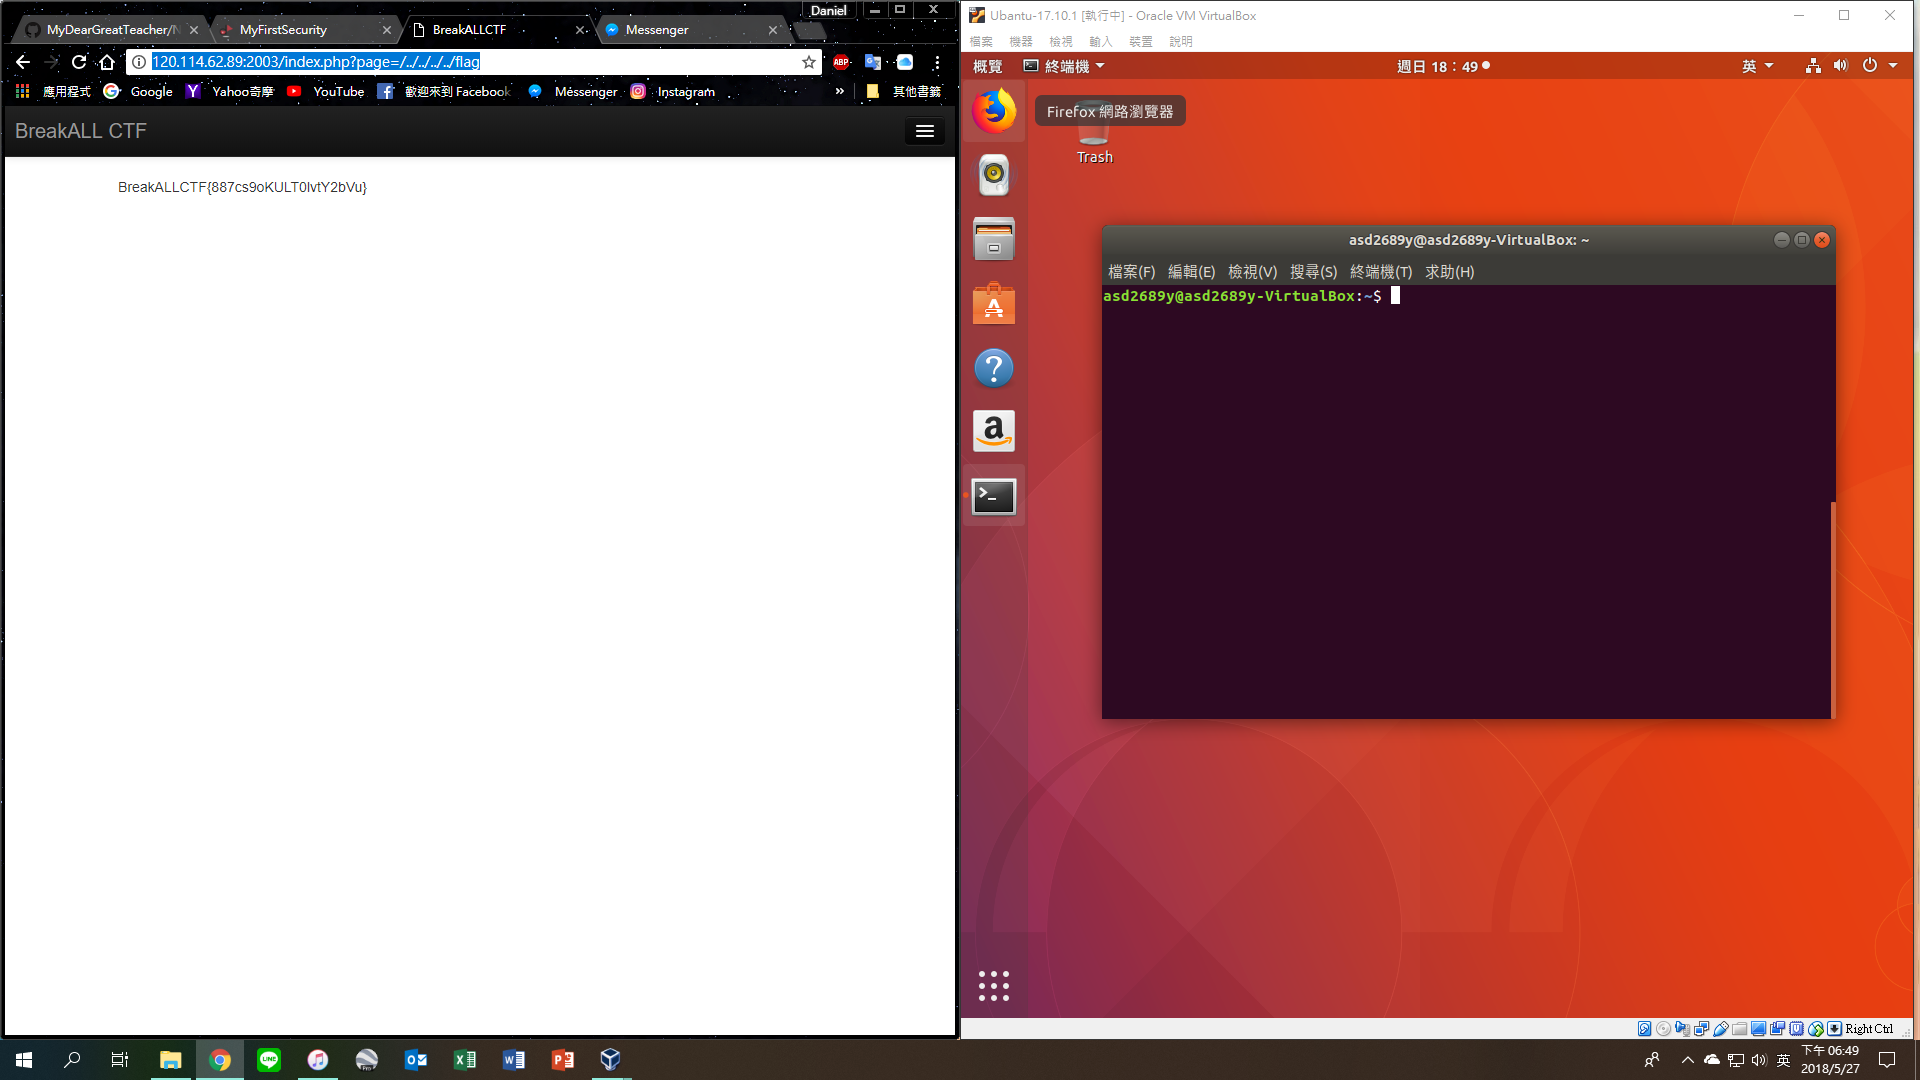 Daniel
MyDearGreatTeacher/
MyFirstSecurity
BreakALLCTF
Messenger
120.114.62.89:2003/index.php?page=/../../../../flag
ABP
應用程式
Google
Yahoo奇摩
YouTube
歡迎來到 Facebook
Messenger
Instagram
»
其他書籤
BreakALL CTF
BreakALLCTF{887cs9oKULT0lvtY2bVu}
Ubantu-17.10.1 [執行中] - Oracle VM VirtualBox
檔案 機器 檢視 輸入 裝置 說明
概覽 終端機 週日 18：49 英
Firefox 網路瀏覽器
Trash
asd2689y@asd2689y-VirtualBox: ~
檔案(F) 編輯(E) 檢視(V) 搜尋(S) 終端機(T) 求助(H)
asd2689y@asd2689y-VirtualBox:~$
Right Ctrl
LINE
英
下午 06:49
2018/5/27